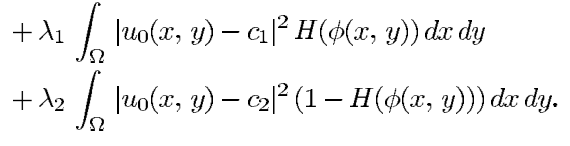 + λ₁ ∫_Ω |u₀(x, y) − c₁|² H(ϕ(x, y)) dx dy
+ λ₂ ∫_Ω |u₀(x, y) − c₂|² (1 − H(ϕ(x, y))) dx dy.